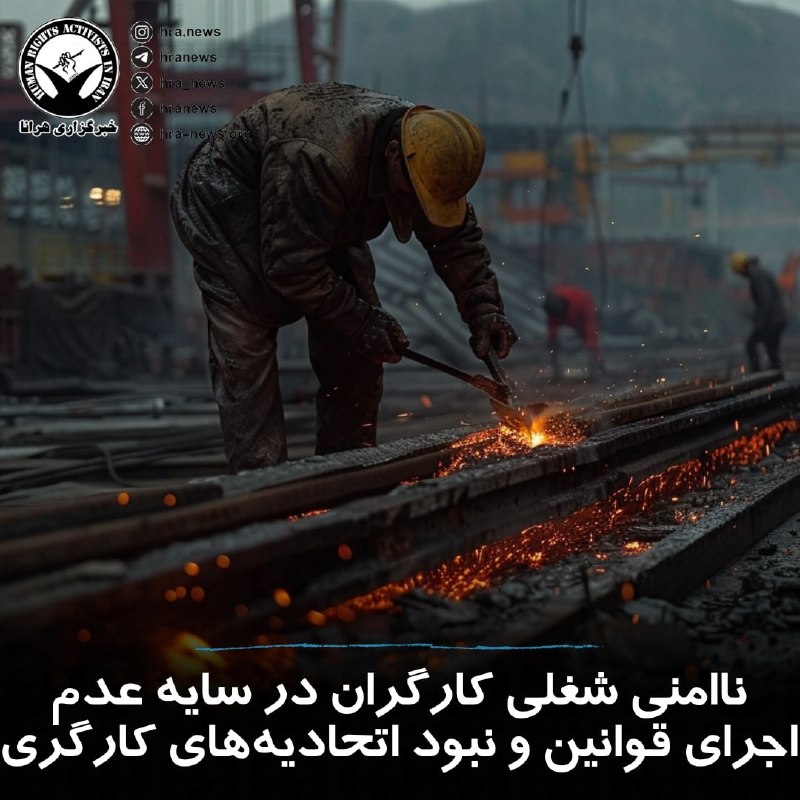 HUMAN RIGHTS ACTIVISTS IN IRAN
خبرگزاری هرانا
hra.news
hranews
hra_news
hranews
hra-news.org
ناامنی شغلی کارگران در سایه عدم
اجرای قوانین و نبود اتحادیه‌های کارگری